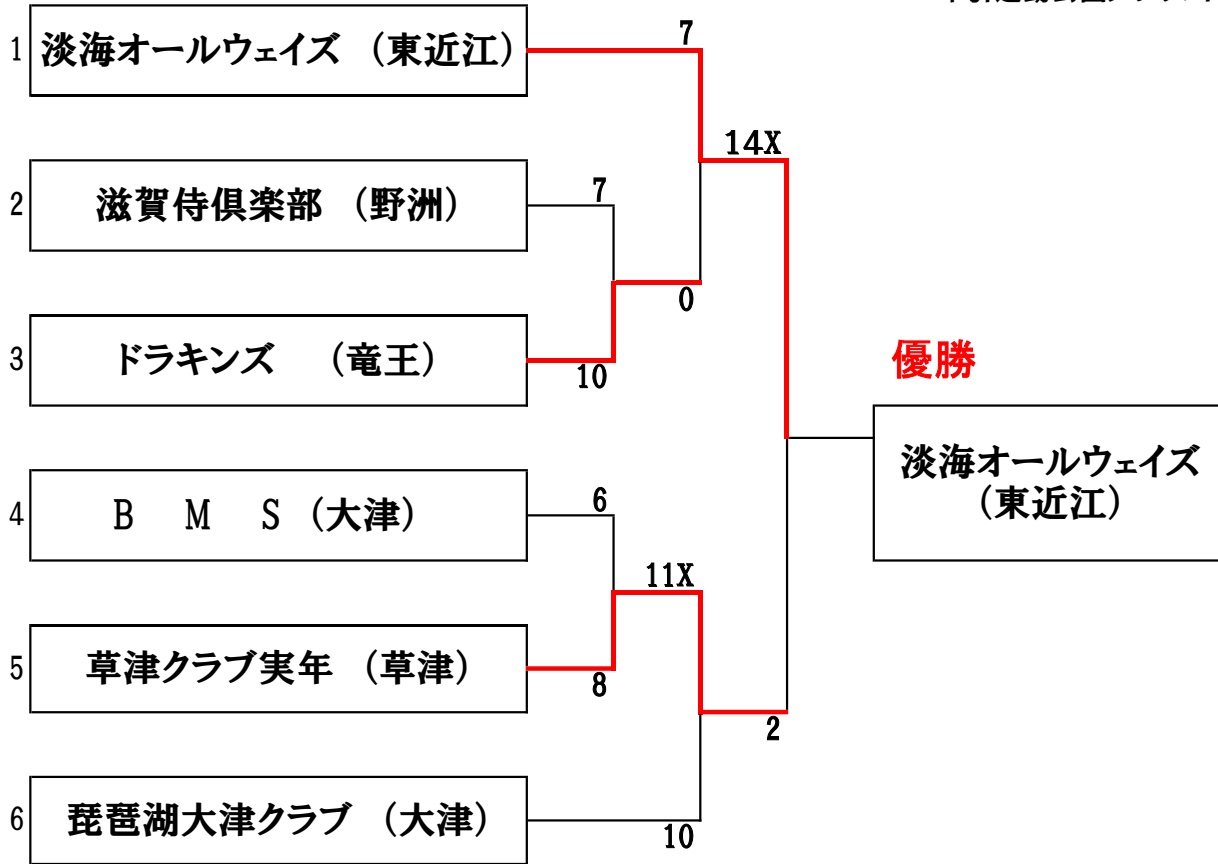 1 淡海オールウェイズ (東近江)
7
14X
2 滋賀侍倶楽部 (野洲)
7
0
3 ドラキンズ (竜王)
10
優勝
淡海オールウェイズ
(東近江)
4 B M S (大津)
6
11X
5 草津クラブ実年 (草津)
8
2
6 琵琶湖大津クラブ (大津)
10